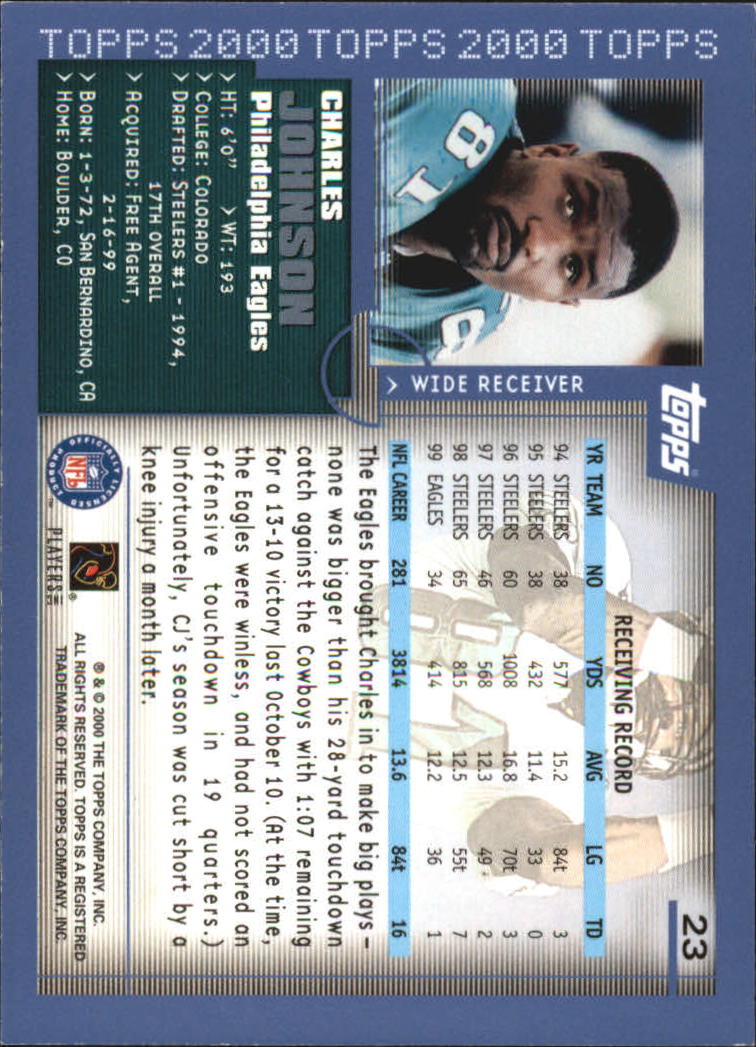 TOPPS 2000 TOPPS 2000 TOPPS
topps
23
81
> WIDE RECEIVER
CHARLES
JOHNSON
Philadelphia Eagles
> HT: 6'0" > WT: 193
> COLLEGE: COLORADO
> DRAFTED: STEELERS #1 - 1994,
17TH OVERALL
> ACQUIRED: FREE AGENT,
2-16-99
> BORN: 1-3-72, SAN BERNARDINO, CA
> HOME: BOULDER, CO
RECEIVING RECORD
YR TEAM NO YDS AVG LG TD
94 STEELERS 38 577 15.2 84t 3
95 STEELERS 38 432 11.4 33 0
96 STEELERS 60 1008 16.8 70t 3
97 STEELERS 46 568 12.3 49 2
98 STEELERS 65 815 12.5 55t 7
99 EAGLES 34 414 12.2 36 1
NFL CAREER 281 3814 13.6 84t 16
The Eagles brought Charles in to make big plays –
none was bigger than his 28-yard touchdown
catch against the Cowboys with 1:07 remaining
for a 13-10 victory last October 10. (At the time,
the Eagles were winless, and had not scored an
offensive touchdown in 19 quarters.)
Unfortunately, CJ's season was cut short by a
knee injury a month later.
OFFICIALLY LICENSED PRODUCT
NFL
PLAYERS INC
® & © 2000 THE TOPPS COMPANY, INC.
ALL RIGHTS RESERVED. TOPPS IS A REGISTERED
TRADEMARK OF THE TOPPS COMPANY, INC.